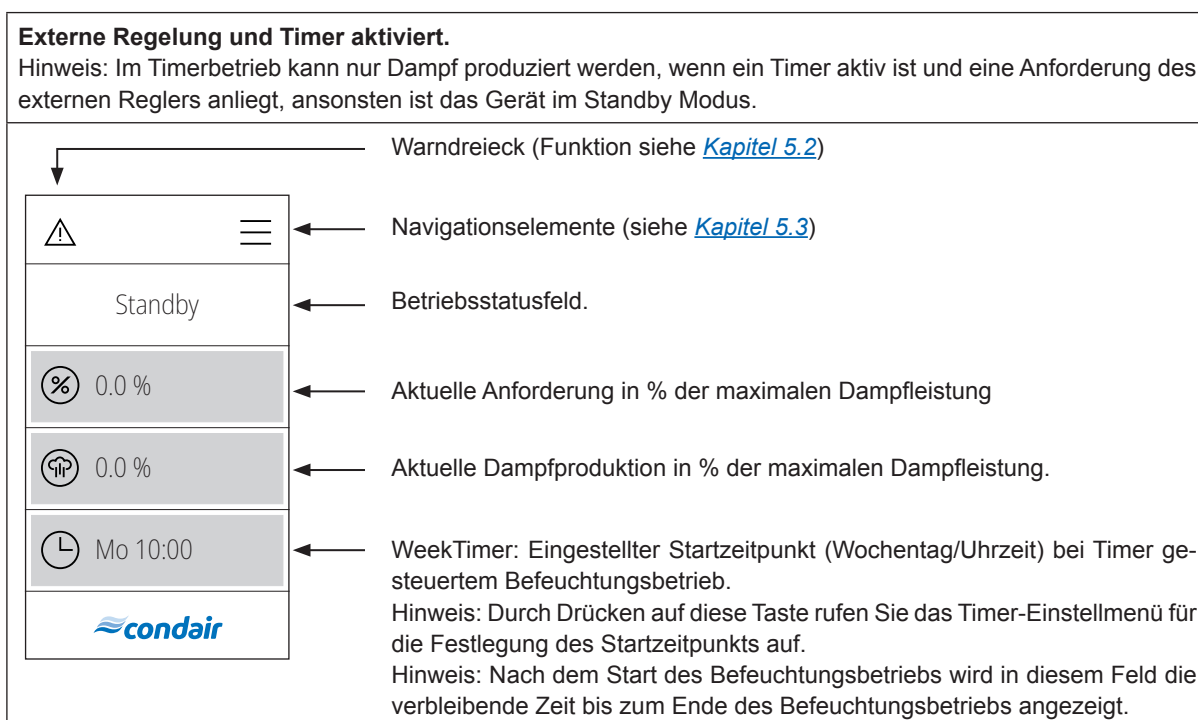 Externe Regelung und Timer aktiviert.
Hinweis: Im Timerbetrieb kann nur Dampf produziert werden, wenn ein Timer aktiv ist und eine Anforderung des
externen Reglers anliegt, ansonsten ist das Gerät im Standby Modus.
Warndreieck (Funktion siehe Kapitel 5.2)
Navigationselemente (siehe Kapitel 5.3)
Standby
Betriebsstatusfeld.
0.0 %
Aktuelle Anforderung in % der maximalen Dampfleistung
0.0 %
Aktuelle Dampfproduktion in % der maximalen Dampfleistung.
Mo 10:00
WeekTimer: Eingestellter Startzeitpunkt (Wochentag/Uhrzeit) bei Timer ge-
steuertem Befeuchtungsbetrieb.
Hinweis: Durch Drücken auf diese Taste rufen Sie das Timer-Einstellmenü für
die Festlegung des Startzeitpunkts auf.
Hinweis: Nach dem Start des Befeuchtungsbetriebs wird in diesem Feld die
verbleibende Zeit bis zum Ende des Befeuchtungsbetriebs angezeigt.
condair